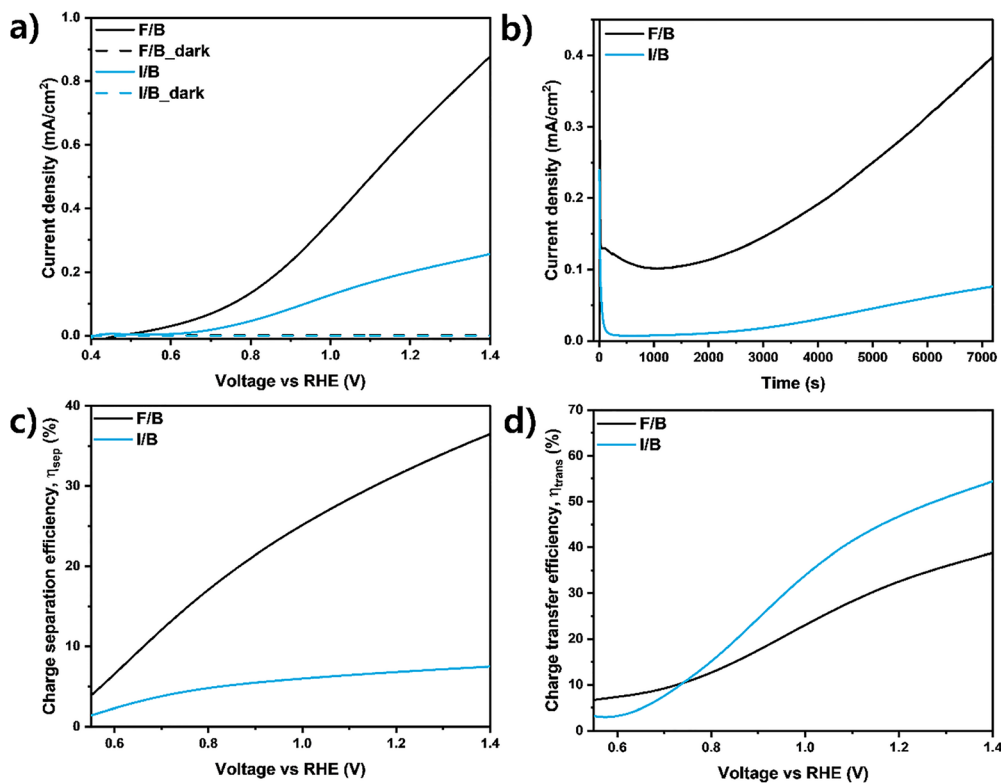 a)
F/B
F/B_dark
I/B
I/B_dark
Current density (mA/cm²)
1.0
0.8
0.6
0.4
0.2
0.0
0.4 0.6 0.8 1.0 1.2 1.4
Voltage vs RHE (V)
b)
F/B
I/B
Current density (mA/cm²)
0.4
0.3
0.2
0.1
0.0
0 1000 2000 3000 4000 5000 6000 7000
Time (s)
c)
F/B
I/B
Charge separation efficiency, ηsep (%)
40
30
20
10
0
0.6 0.8 1.0 1.2 1.4
Voltage vs RHE (V)
d)
F/B
I/B
Charge transfer efficiency, ηtrans (%)
70
60
50
40
30
20
10
0
0.6 0.8 1.0 1.2 1.4
Voltage vs RHE (V)